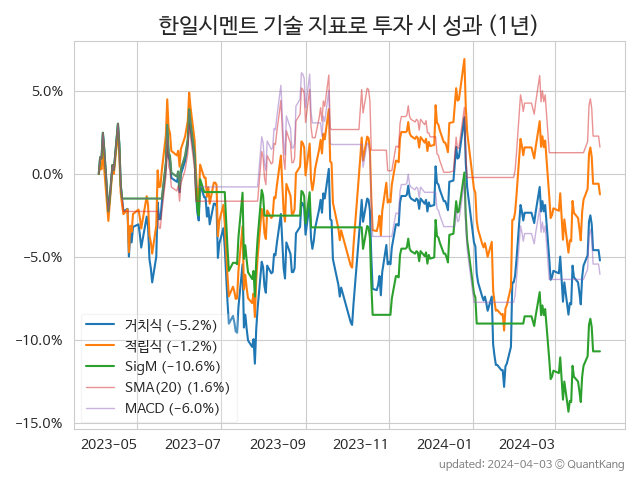 한일시멘트 기술 지표로 투자 시 성과 (1년)
5.0%
0.0%
−5.0%
−10.0%
−15.0%
거치식 (−5.2%)
적립식 (−1.2%)
SigM (−10.6%)
SMA(20) (1.6%)
MACD (−6.0%)
2023-05 2023-07 2023-09 2023-11 2024-01 2024-03
updated: 2024-04-03 © QuantKang